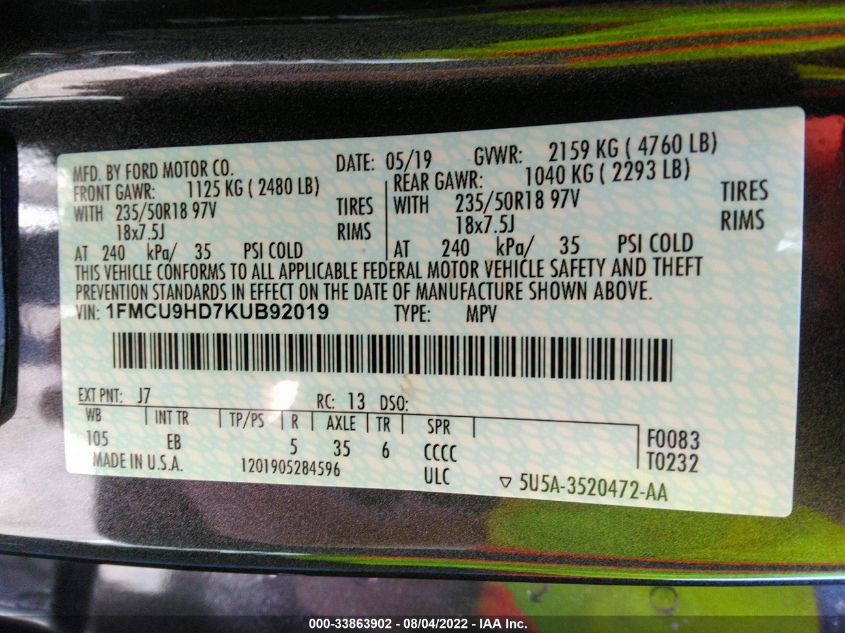 MFD. BY FORD MOTOR CO. DATE: 05/19 GVWR: 2159 KG ( 4760 LB)
FRONT GAWR: 1125 KG ( 2480 LB) REAR GAWR: 1040 KG ( 2293 LB)
WITH 235/50R18 97V TIRES WITH 235/50R18 97V TIRES
18x7.5J RIMS 18x7.5J RIMS
AT 240 kPa/ 35 PSI COLD AT 240 kPa/ 35 PSI COLD
THIS VEHICLE CONFORMS TO ALL APPLICABLE FEDERAL MOTOR VEHICLE SAFETY AND THEFT
PREVENTION STANDARDS IN EFFECT ON THE DATE OF MANUFACTURE SHOWN ABOVE.
VIN: 1FMCU9HD7KUB92019 TYPE: MPV
EXT PNT: J7 RC: 13 DSO:
WB INT TR TP/PS R AXLE TR SPR
105 EB 5 35 6 CCCC F0083
MADE IN U.S.A. 1201905284596 ULC T0232
▽ 5U5A-3520472-AA
000-33863902 - 08/04/2022 - IAA Inc.